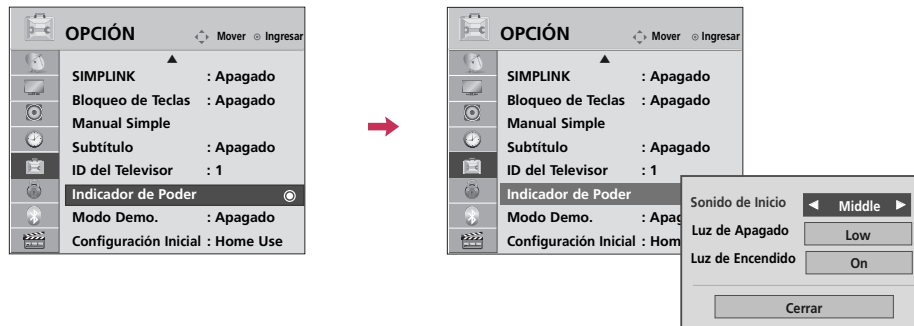 OPCIÓN
Mover
Ingresar
SIMPLINK : Apagado
Bloqueo de Teclas : Apagado
Manual Simple
Subtítulo : Apagado
ID del Televisor : 1
Indicador de Poder
Modo Demo. : Apagado
Configuración Inicial : Home Use
OPCIÓN
Mover
Ingresar
SIMPLINK : Apagado
Bloqueo de Teclas : Apagado
Manual Simple
Subtítulo : Apagado
ID del Televisor : 1
Indicador de Poder
Modo Demo. : Apag
Configuración Inicial : Hom
Sonido de Inicio Middle
Luz de Apagado Low
Luz de Encendido On
Cerrar